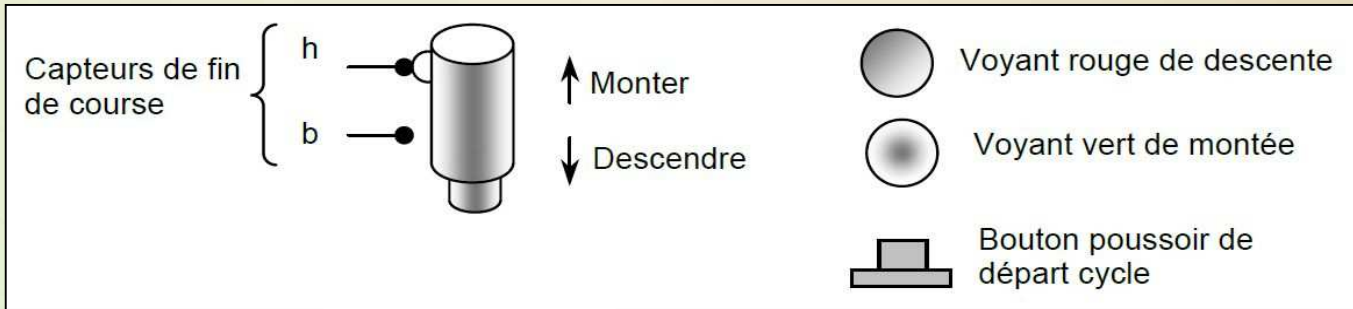 Capteurs de fin
de course
h
b
Monter
Descendre
Voyant rouge de descente
Voyant vert de montée
Bouton poussoir de
départ cycle